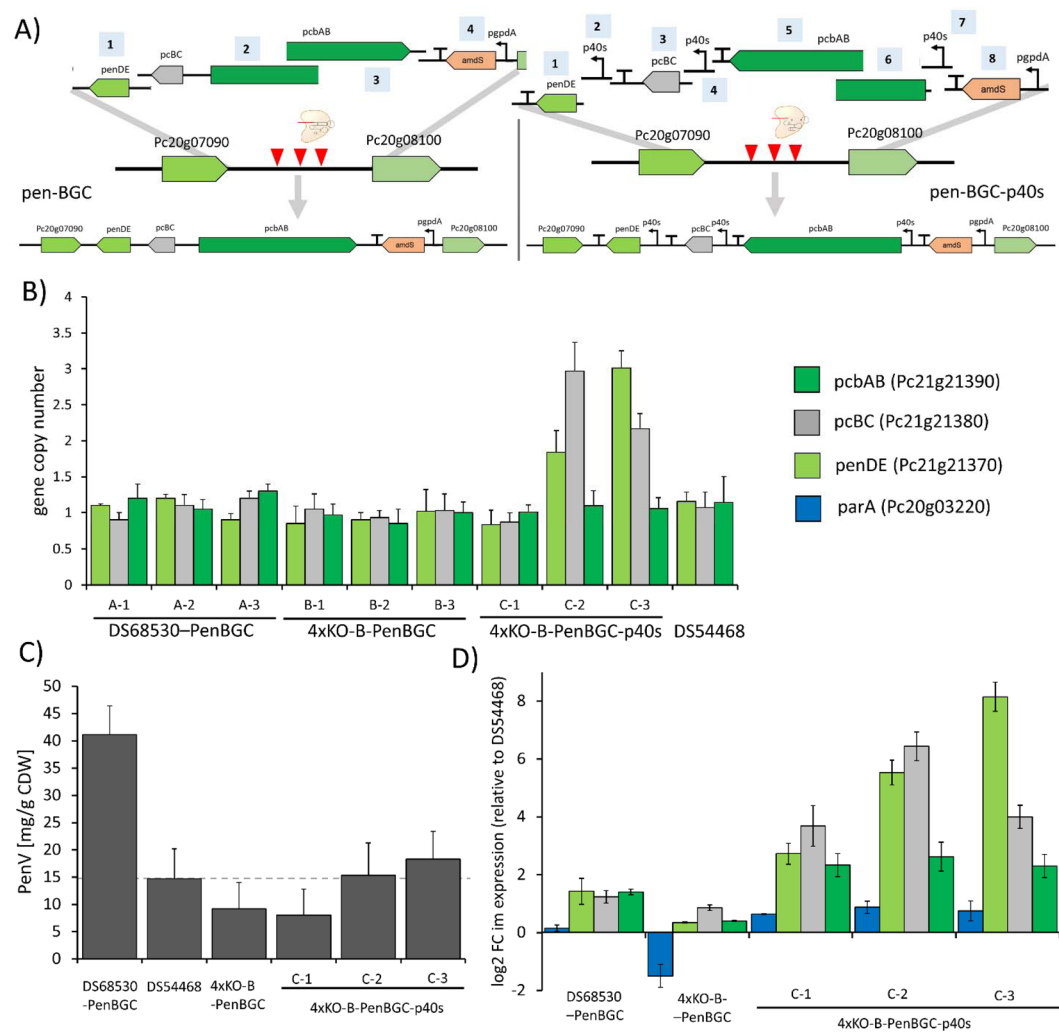 A)
1
2
pcbAB
4
pgpdA
penDE
pcBC
3
amdS
Pc20g07090
Pc20g08100
pen-BGC
Pc20g07090
penDE
pcBC
pcbAB
amdS
pgpdA
Pc20g08100
2
p40s
3
p40s
5
pcbAB
7
p40s
1
penDE
pcBC
4
6
8
amdS
pgpdA
Pc20g07090
Pc20g08100
pen-BGC-p40s
Pc20g07090
penDE
p40s
pcBC
p40s
pcbAB
p40s
amdS
pgpdA
Pc20g08100
B)
gene copy number
4
3.5
3
2.5
2
1.5
1
0.5
0
A-1
A-2
A-3
B-1
B-2
B-3
C-1
C-2
C-3
DS68530–PenBGC
4xKO-B-PenBGC
4xKO-B-PenBGC-p40s
DS54468
pcbAB (Pc21g21390)
pcBC (Pc21g21380)
penDE (Pc21g21370)
parA (Pc20g03220)
C)
PenV [mg/g CDW]
50
45
40
35
30
25
20
15
10
5
0
DS68530
-PenBGC
DS54468
4xKO-B
-PenBGC
C-1
C-2
C-3
4xKO-B-PenBGC-p40s
D)
log2 FC im expression (relative to DS54468)
8
6
4
2
0
-2
DS68530
–PenBGC
4xKO-B-
–PenBGC
C-1
C-2
C-3
4xKO-B-PenBGC-p40s